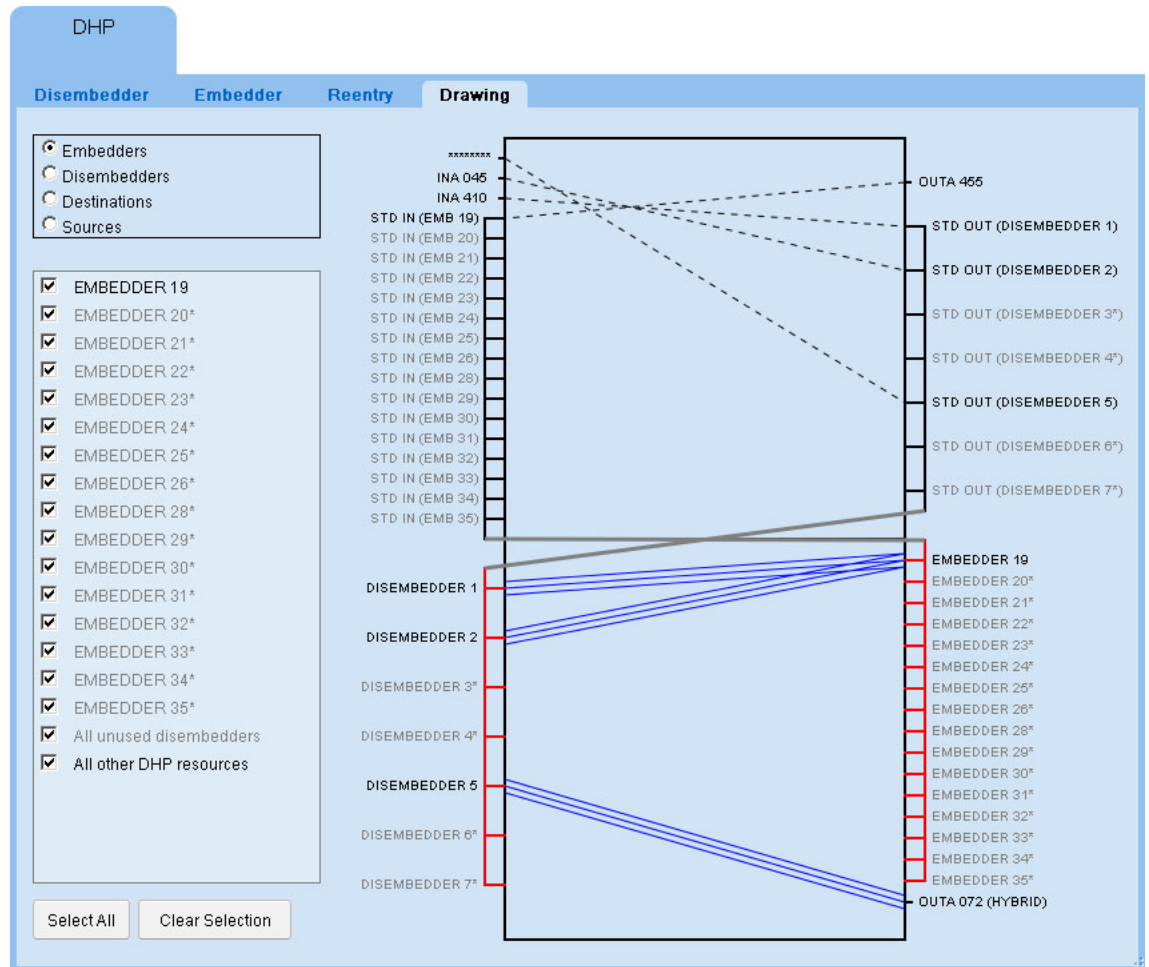 DHP
Disembedder Embedder Reentry Drawing
Embedders
Disembedders
Destinations
Sources
EMBEDDER 19
EMBEDDER 20*
EMBEDDER 21*
EMBEDDER 22*
EMBEDDER 23*
EMBEDDER 24*
EMBEDDER 25*
EMBEDDER 26*
EMBEDDER 28*
EMBEDDER 29*
EMBEDDER 30*
EMBEDDER 31*
EMBEDDER 32*
EMBEDDER 33*
EMBEDDER 34*
EMBEDDER 35*
All unused disembedders
All other DHP resources
Select All Clear Selection
********
INA 045
INA 410
STD IN (EMB 19)
STD IN (EMB 20)
STD IN (EMB 21)
STD IN (EMB 22)
STD IN (EMB 23)
STD IN (EMB 24)
STD IN (EMB 25)
STD IN (EMB 26)
STD IN (EMB 28)
STD IN (EMB 29)
STD IN (EMB 30)
STD IN (EMB 31)
STD IN (EMB 32)
STD IN (EMB 33)
STD IN (EMB 34)
STD IN (EMB 35)
DISEMBEDDER 1
DISEMBEDDER 2
DISEMBEDDER 3*
DISEMBEDDER 4*
DISEMBEDDER 5
DISEMBEDDER 6*
DISEMBEDDER 7*
OUTA 455
STD OUT (DISEMBEDDER 1)
STD OUT (DISEMBEDDER 2)
STD OUT (DISEMBEDDER 3*)
STD OUT (DISEMBEDDER 4*)
STD OUT (DISEMBEDDER 5)
STD OUT (DISEMBEDDER 6*)
STD OUT (DISEMBEDDER 7*)
EMBEDDER 19
EMBEDDER 20*
EMBEDDER 21*
EMBEDDER 22*
EMBEDDER 23*
EMBEDDER 24*
EMBEDDER 25*
EMBEDDER 26*
EMBEDDER 28*
EMBEDDER 29*
EMBEDDER 30*
EMBEDDER 31*
EMBEDDER 32*
EMBEDDER 33*
EMBEDDER 34*
EMBEDDER 35*
OUTA 072 (HYBRID)